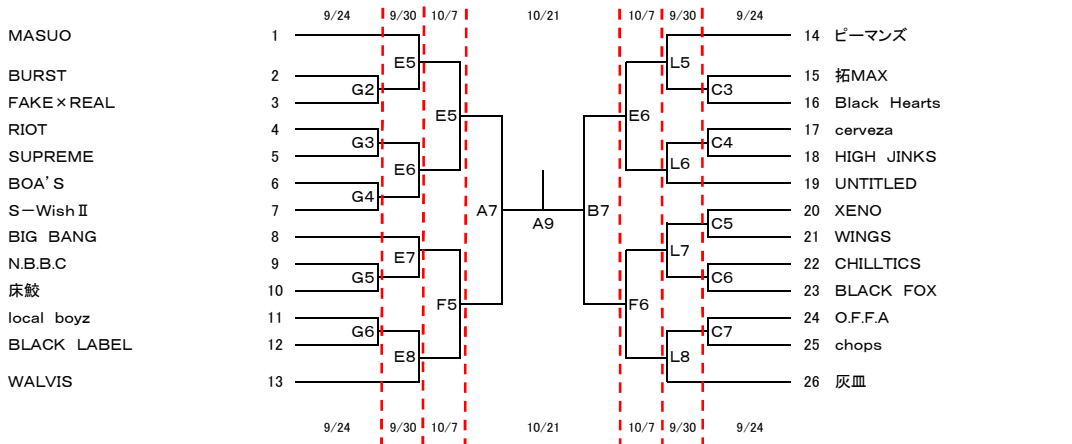 9/24 9/30 10/7 10/21 10/7 9/30 9/24
MASUO 1 14 ピーマンズ
E5 L5
BURST 2 15 拓MAX
G2 C3
FAKE×REAL 3 16 Black Hearts
E5 E6
RIOT 4 17 cerveza
G3 C4
SUPREME 5 18 HIGH JINKS
E6 L6
BOA'S 6 19 UNTITLED
G4
S－WishⅡ 7 20 XENO
A7 B7
A9
C5
BIG BANG 8 21 WINGS
E7 L7
N.B.B.C 9 22 CHILLTICS
G5 C6
床鮫 10 23 BLACK FOX
F5 F6
local boyz 11 24 O.F.F.A
G6 C7
BLACK LABEL 12 25 chops
E8 L8
WALVIS 13 26 灰皿
9/24 9/30 10/7 10/21 10/7 9/30 9/24